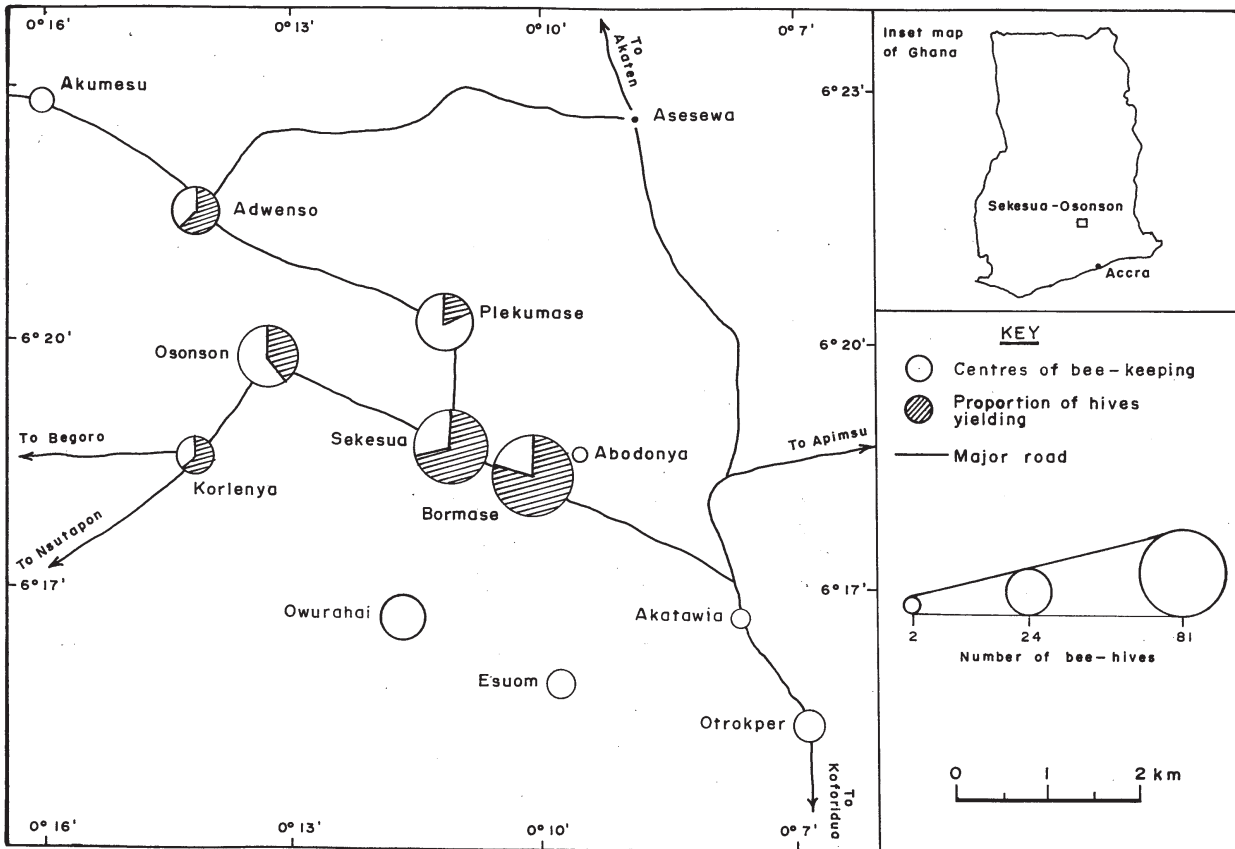 0° 16'
0° 13'
0° 10'
0° 7'
To
Akaten
Akumesu
Asesewa
6° 23'
Adwenso
Plekumase
6° 20'
6° 20'
Osonson
Sekesua
Abodonya
To Begoro
To Apimsu
Korlenya
Bormase
To Nsutapon
6° 17'
6° 17'
Owurahai
Akatawia
Esuom
Otrokper
To
Koforidua
0° 16'
0° 13'
0° 10'
0° 7'
Inset map
of Ghana
Sekesua-Osonson
Accra
KEY
Centres of bee-keeping
Proportion of hives
yielding
Major road
2
24
81
Number of bee-hives
0
1
2 km